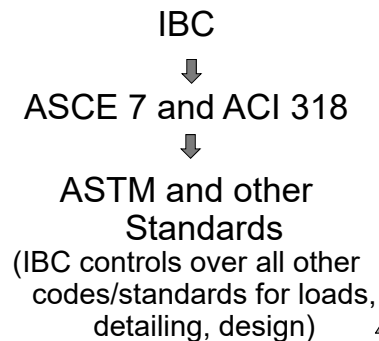 IBC
ASCE 7 and ACI 318
ASTM and other
Standards
(IBC controls over all other
codes/standards for loads,
detailing, design)